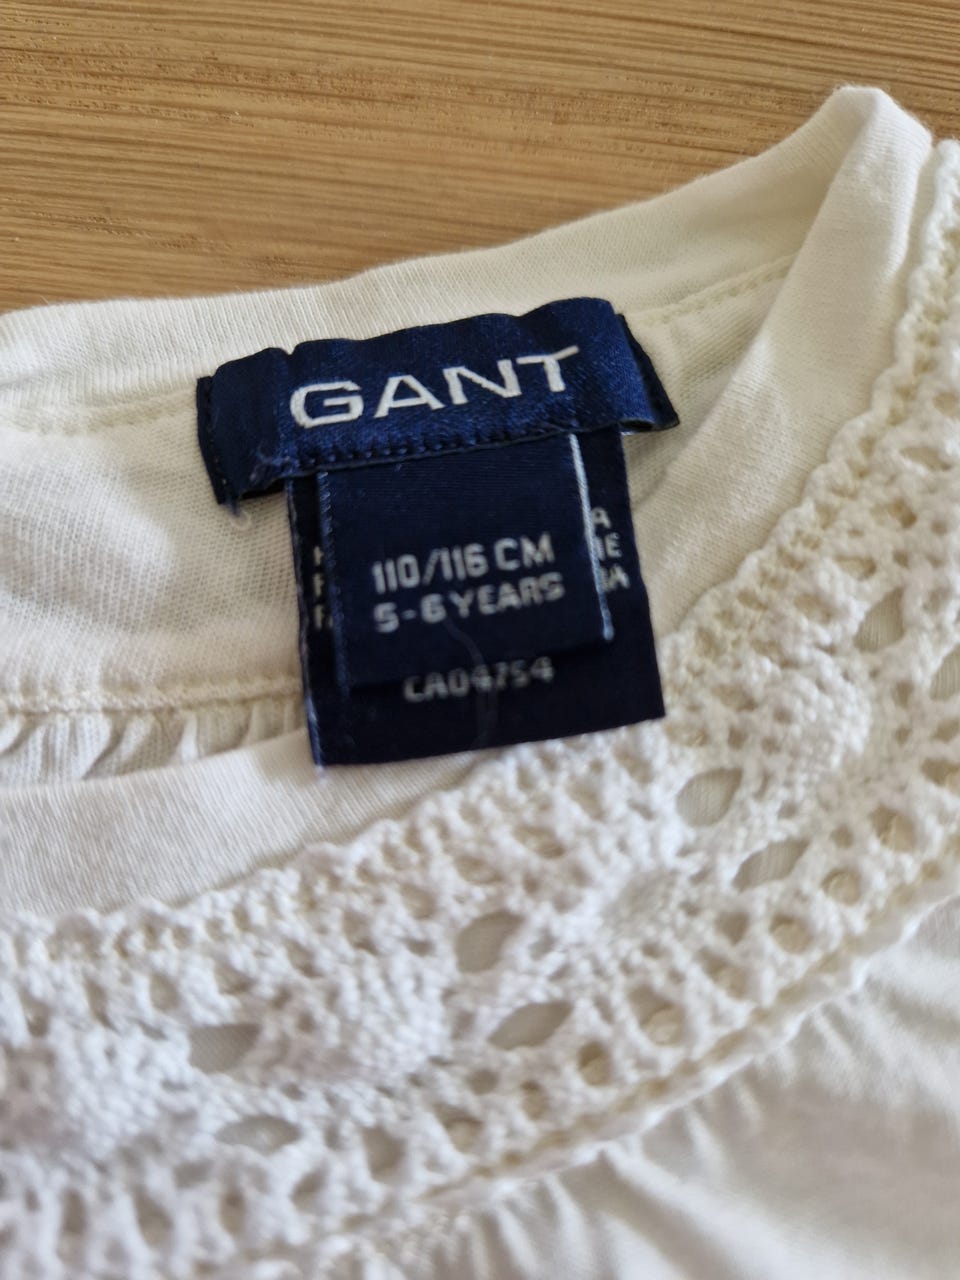 GANT
110/116 CM
5-6 YEARS
CA04754